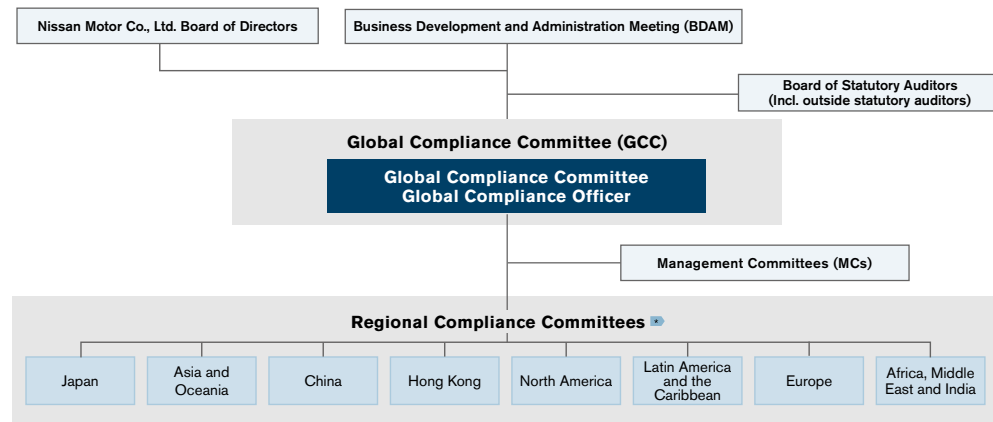 Nissan Motor Co., Ltd. Board of Directors
Business Development and Administration Meeting (BDAM)
Board of Statutory Auditors
(Incl. outside statutory auditors)
Global Compliance Committee (GCC)
Global Compliance Committee
Global Compliance Officer
Management Committees (MCs)
Regional Compliance Committees
Japan
Asia and
Oceania
China
Hong Kong
North America
Latin America
and the
Caribbean
Europe
Africa, Middle
East and India